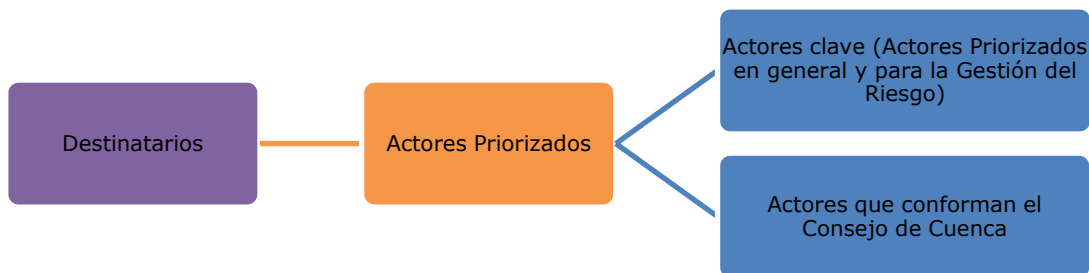 Destinatarios
Actores Priorizados
Actores clave (Actores Priorizados
en general y para la Gestión del
Riesgo)
Actores que conforman el
Consejo de Cuenca